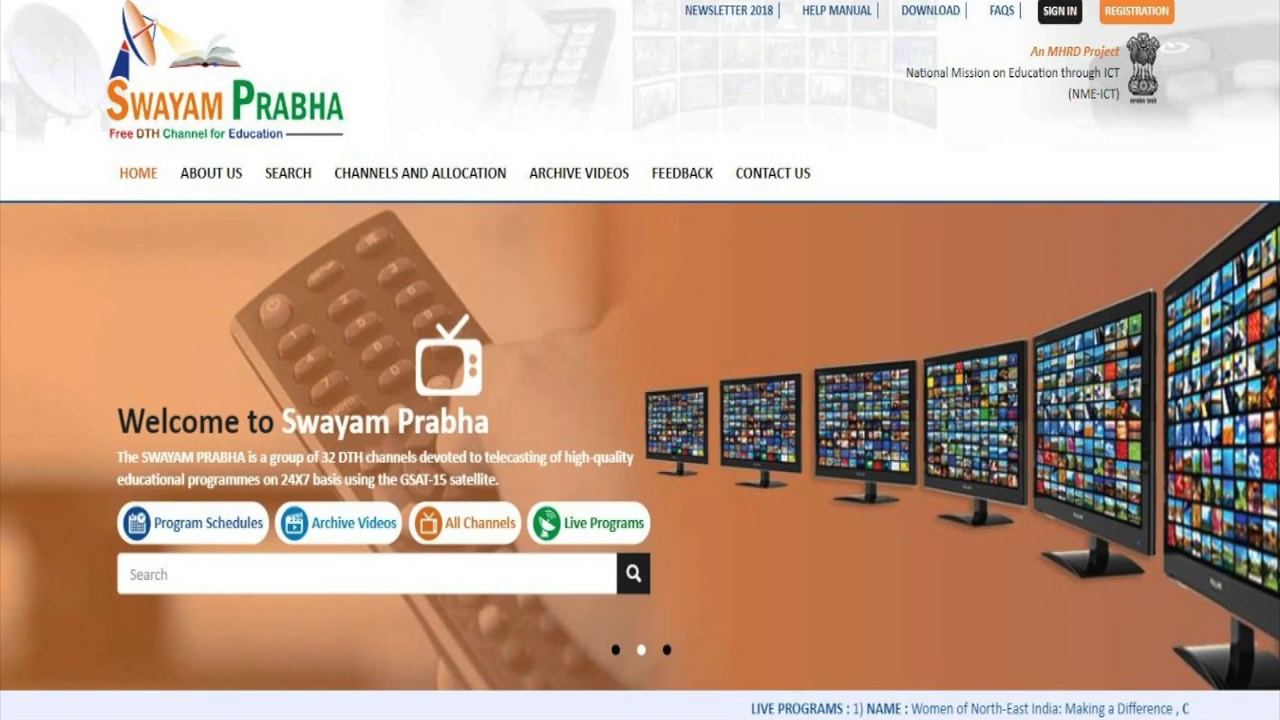 NEWSLETTER 2018 | HELP MANUAL | DOWNLOAD | FAQS | SIGN IN REGISTRATION
An MHRD Project
National Mission on Education through ICT
(NME-ICT)
SWAYAM PRABHA
Free DTH Channel for Education
HOME ABOUT US SEARCH CHANNELS AND ALLOCATION ARCHIVE VIDEOS FEEDBACK CONTACT US
Welcome to Swayam Prabha
The SWAYAM PRABHA is a group of 32 DTH channels devoted to telecasting of high-quality
educational programmes on 24X7 basis using the GSAT-15 satellite.
Program Schedules Archive Videos All Channels Live Programs
Search
LIVE PROGRAMS : 1) NAME : Women of North-East India: Making a Difference , C